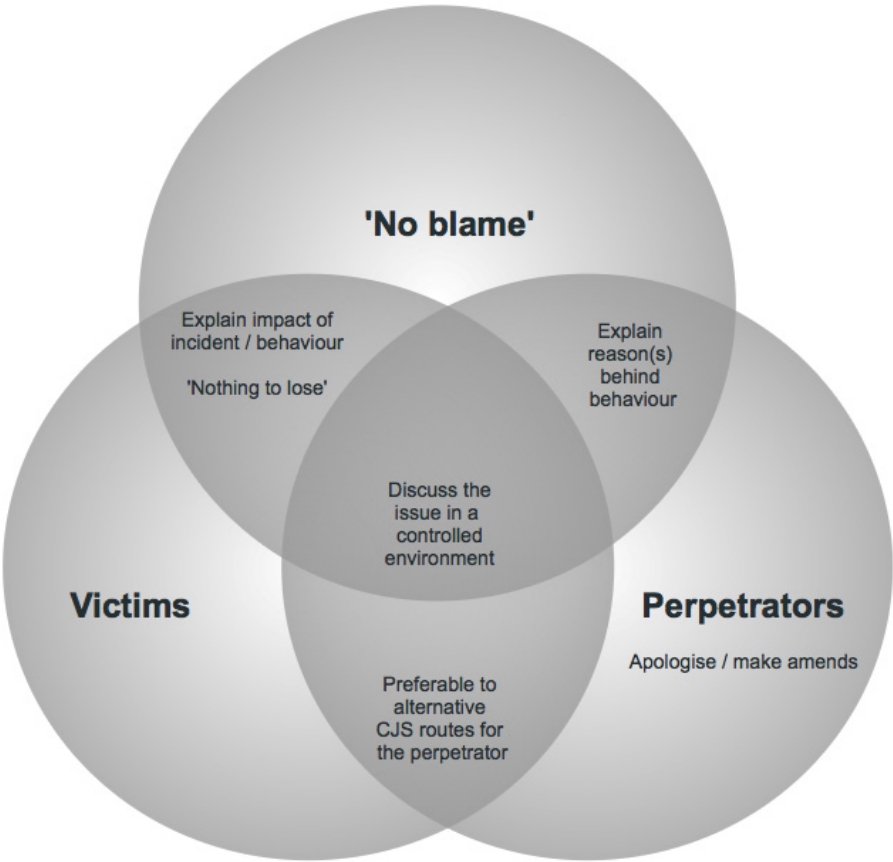 'No blame'
Explain impact of
incident / behaviour
'Nothing to lose'
Explain
reason(s)
behind
behaviour
Discuss the
issue in a
controlled
environment
Victims
Perpetrators
Apologise / make amends
Preferable to
alternative
CJS routes for
the perpetrator